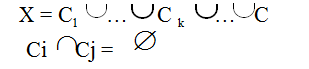 X = C₁ ∪…∪ C ₖ ∪…∪ C
Ci ∩Cj = ∅